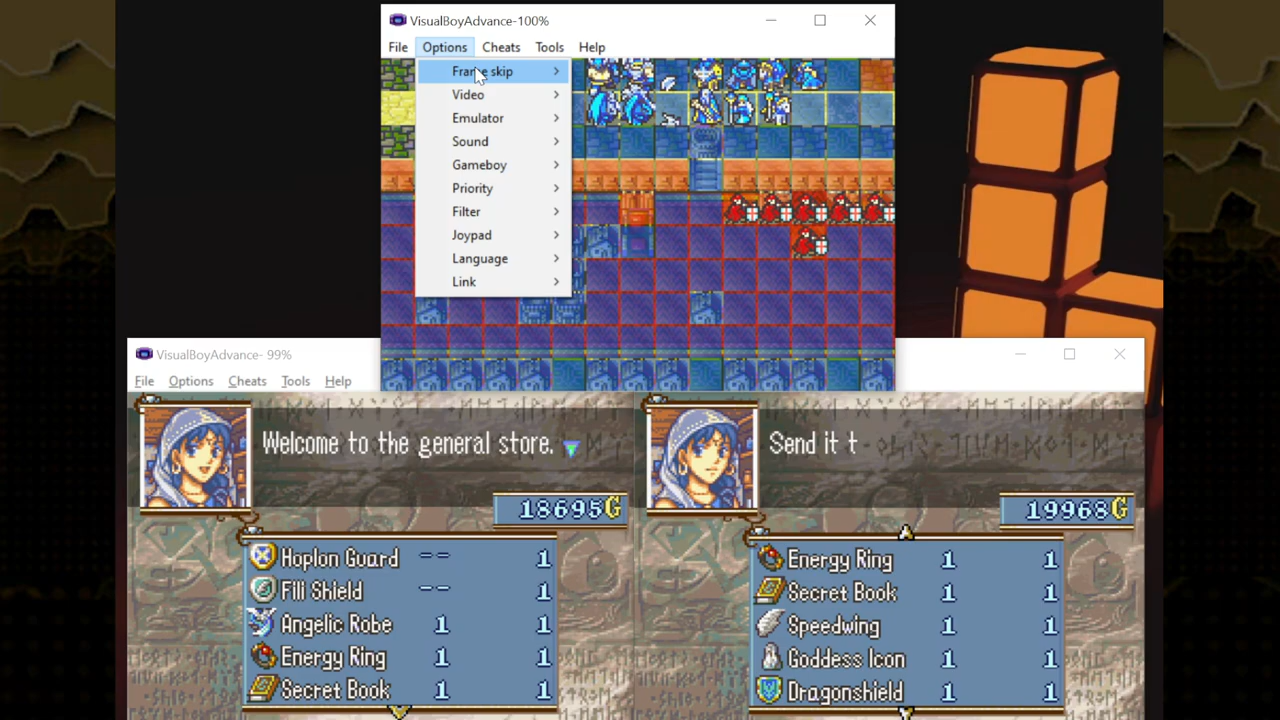 VisualBoyAdvance-100%
File Options Cheats Tools Help
Frame skip
Video
Emulator
Sound
Gameboy
Priority
Filter
Joypad
Language
Link
VisualBoyAdvance- 99%
File Options Cheats Tools Help
Welcome to the general store.
18695G
Hoplon Guard -- 1
Fili Shield -- 1
Angelic Robe 1 1
Energy Ring 1 1
Secret Book 1 1
Send it t
19968G
Energy Ring 1 1
Secret Book 1 1
Speedwing 1 1
Goddess Icon 1 1
Dragonshield 1 1